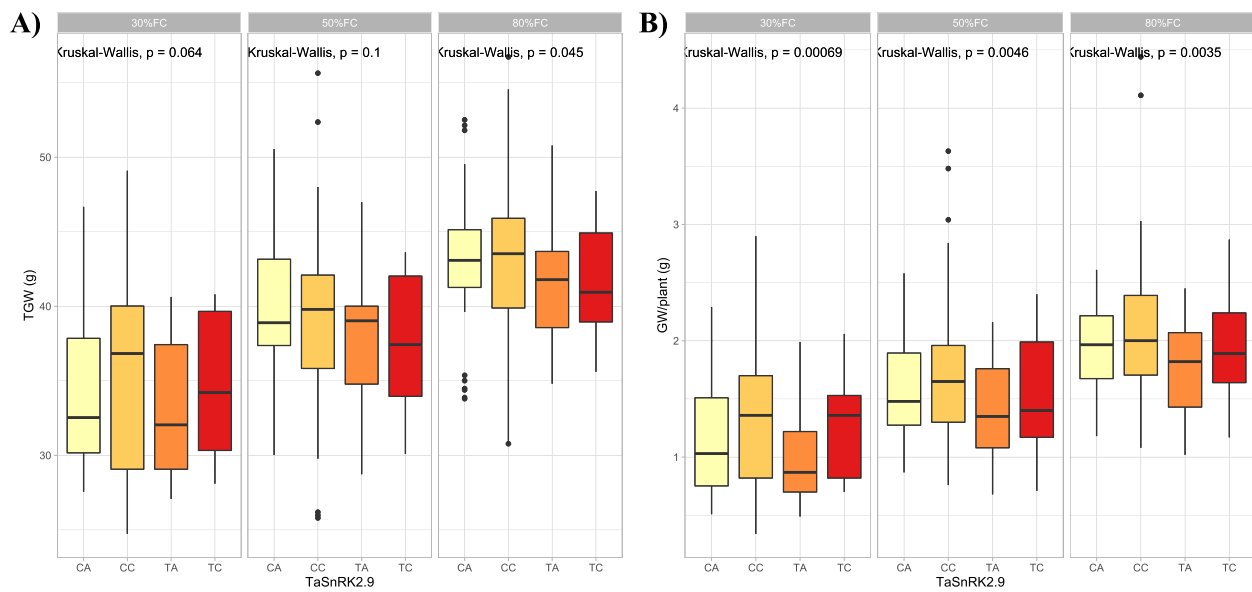 A)
30%FC 50%FC 80%FC
Kruskal-Wallis, p = 0.064 Kruskal-Wallis, p = 0.1 Kruskal-Wallis, p = 0.045
50
40
30
TGW (g)
CA CC TA TC CA CC TA TC CA CC TA TC
TaSnRK2.9
B)
30%FC 50%FC 80%FC
Kruskal-Wallis, p = 0.00069 Kruskal-Wallis, p = 0.0046 Kruskal-Wallis, p = 0.0035
4
3
2
1
GW/plant (g)
CA CC TA TC CA CC TA TC CA CC TA TC
TaSnRK2.9